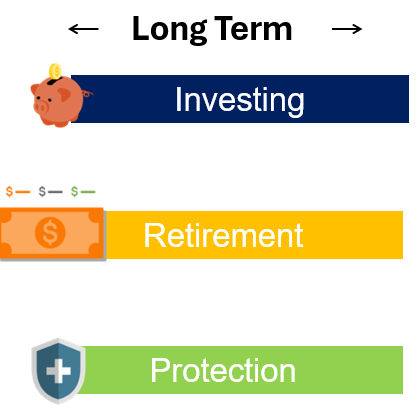 ← Long Term →
Investing
$ $ $
$
Retirement
Protection